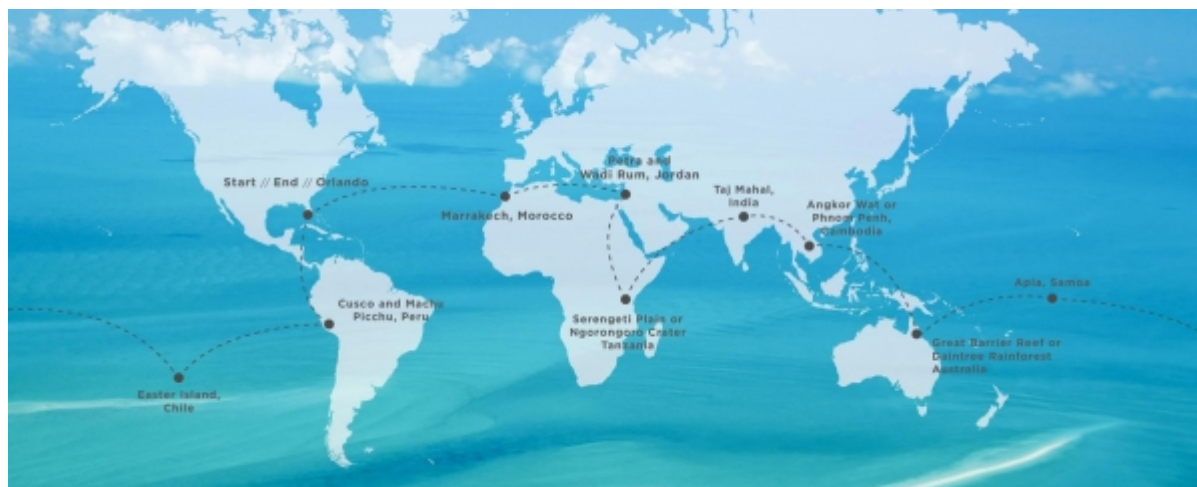 Start // End // Orlando
Marrakech, Morocco
Petra and
Wadi Rum, Jordan
Taj Mahal,
India
Angkor Wat or
Phnom Penh,
Cambodia
Apia, Samoa
Cusco and Machu
Picchu, Peru
Serengeti Plain or
Ngorongoro Crater
Tanzania
Great Barrier Reef or
Daintree Rainforest
Australia
Easter Island,
Chile